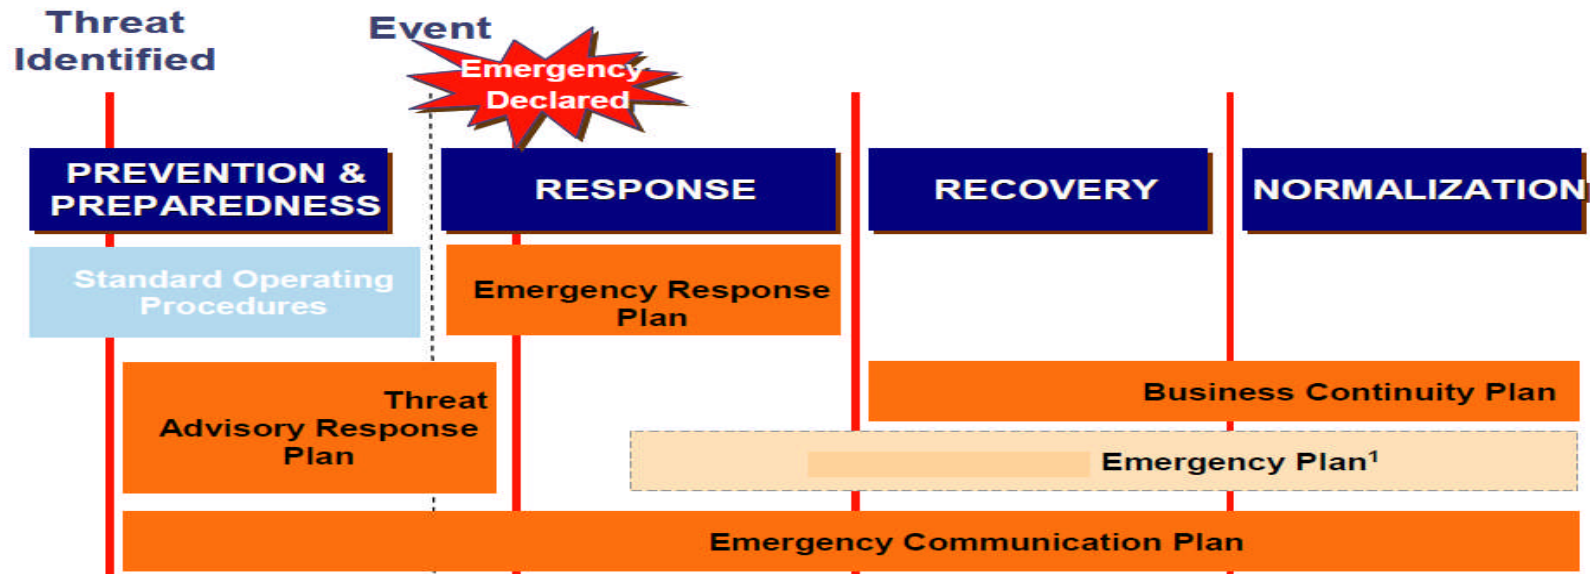 Threat
Identified
Event
Emergency
Declared
PREVENTION &
PREPAREDNESS
RESPONSE
RECOVERY
NORMALIZATION
Standard Operating
Procedures
Emergency Response
Plan
Threat
Advisory Response
Plan
Business Continuity Plan
Emergency Plan¹
Emergency Communication Plan